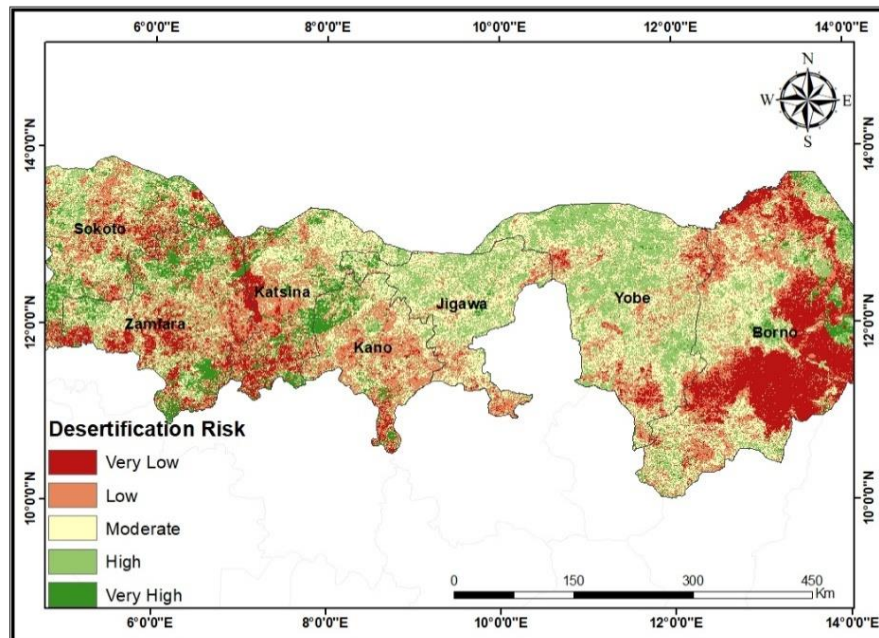 6°0'0"E 8°0'0"E 10°0'0"E 12°0'0"E 14°0'0"E
N
W E
S
14°0'0"N 14°0'0"N
Sokoto
Katsina
Zamfara
Jigawa
Yobe
Kano
Borno
12°0'0"N 12°0'0"N
Desertification Risk
Very Low
Low
Moderate
High
Very High
10°0'0"N 10°0'0"N
0 150 300 450
Km
6°0'0"E 8°0'0"E 10°0'0"E 12°0'0"E 14°0'0"E